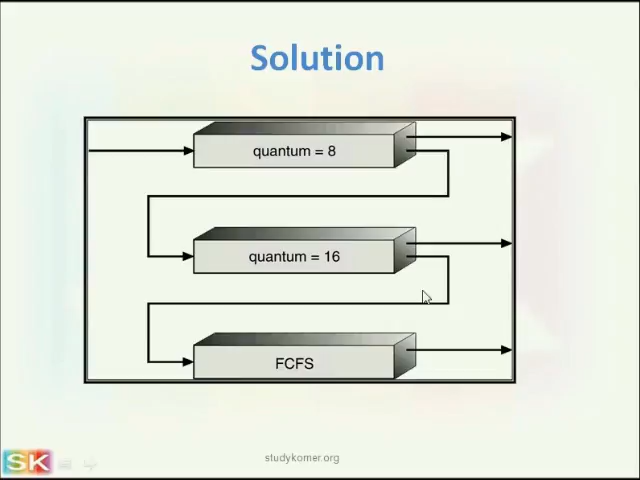 Solution
quantum = 8
quantum = 16
FCFS
SK
studykorner.org